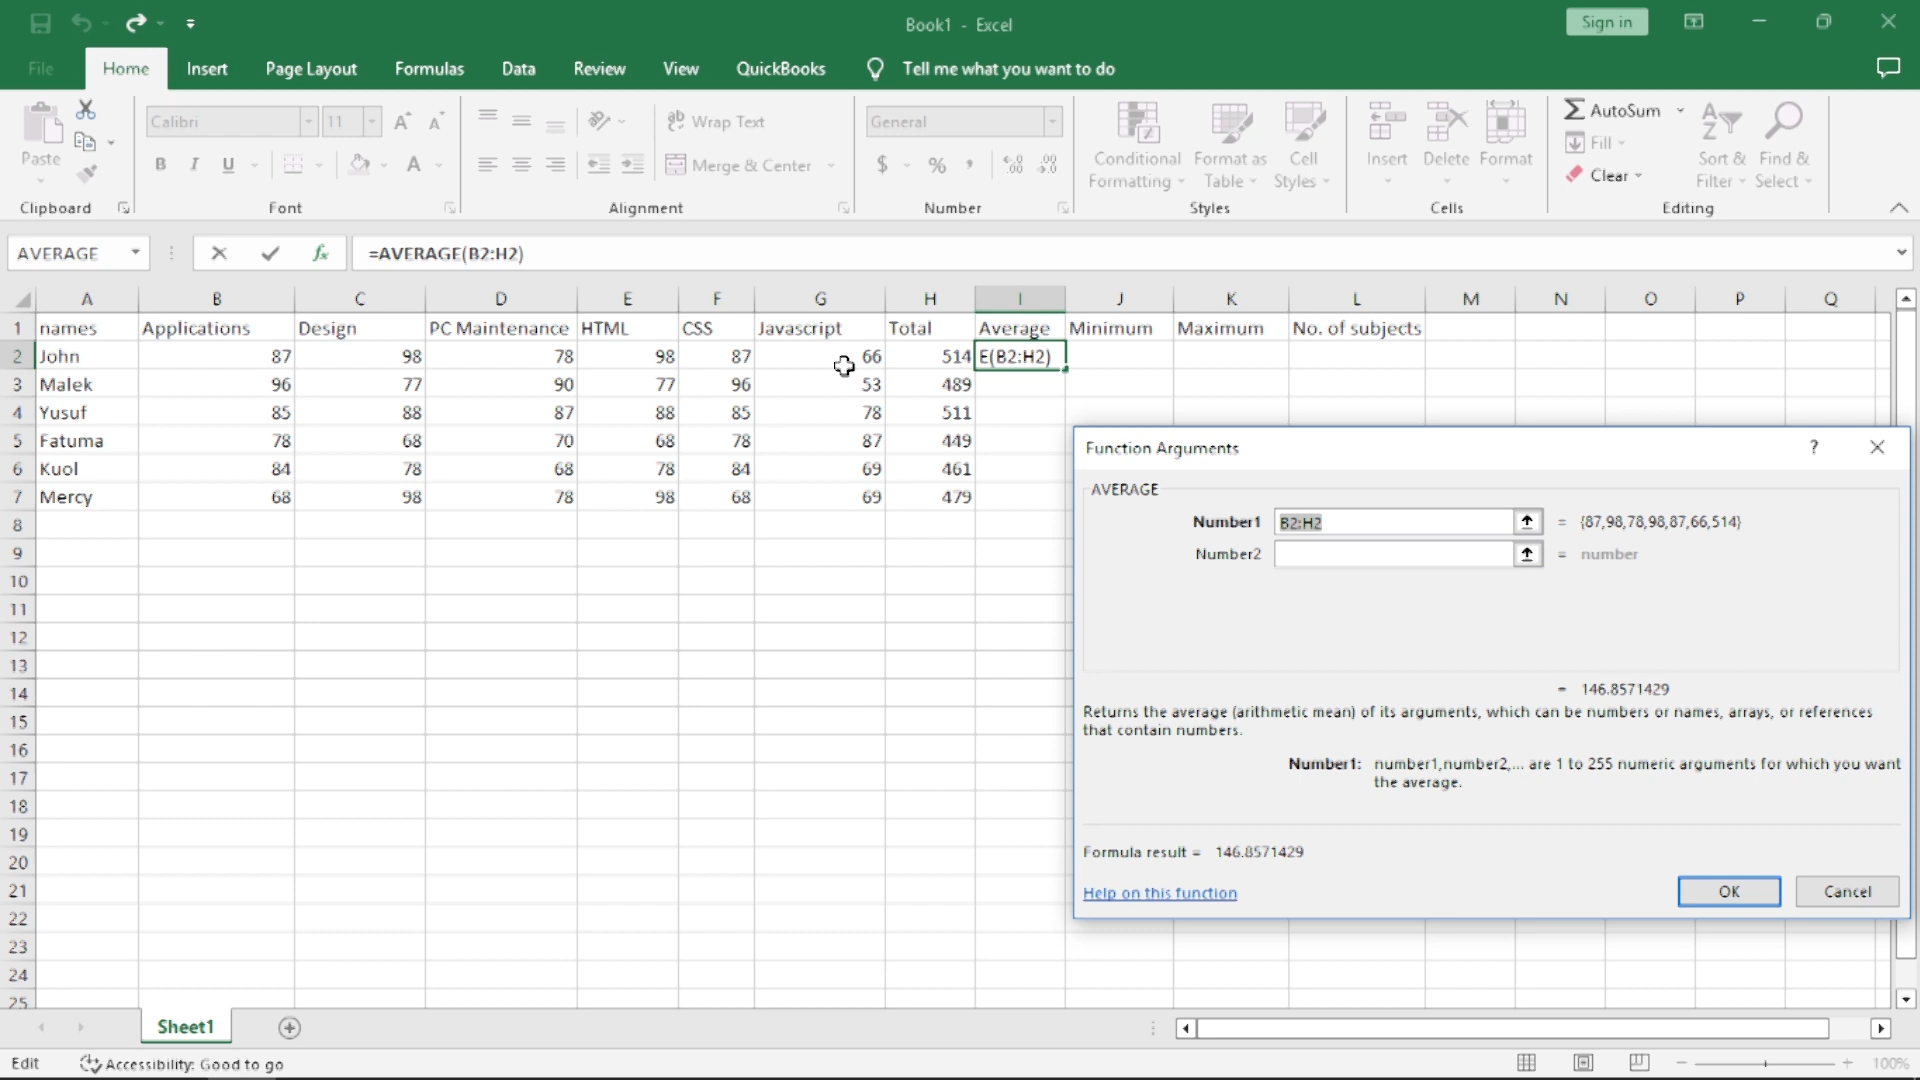 Book1 - Excel
Sign in
File Home Insert Page Layout Formulas Data Review View QuickBooks Tell me what you want to do
Paste
Clipboard
Calibri 11
B I U
Font
Wrap Text
Merge & Center
Alignment
General
$ % ,
Number
Conditional Formatting
Format as Table
Cell Styles
Styles
Insert Delete Format
Cells
AutoSum
Fill
Clear
Sort & Filter
Find & Select
Editing
AVERAGE fx =AVERAGE(B2:H2)
A B C D E F G H I J K L M N O P Q
1 names Applications Design PC Maintenance HTML CSS Javascript Total Average Minimum Maximum No. of subjects
2 John 87 98 78 98 87 66 514 E(B2:H2)
3 Malek 96 77 90 77 96 53 489
4 Yusuf 85 88 87 88 85 78 511
5 Fatuma 78 68 70 68 78 87 449
6 Kuol 84 78 68 78 84 69 461
7 Mercy 68 98 78 98 68 69 479
8
9
10
11
12
13
14
15
16
17
18
19
20
21
22
23
24
25
Function Arguments ?
AVERAGE
Number1 B2:H2 = {87,98,78,98,87,66,514}
Number2 = number
= 146.8571429
Returns the average (arithmetic mean) of its arguments, which can be numbers or names, arrays, or references
that contain numbers.
Number1: number1,number2,... are 1 to 255 numeric arguments for which you want
the average.
Formula result = 146.8571429
Help on this function
OK Cancel
Sheet1
Edit Accessibility: Good to go 100%